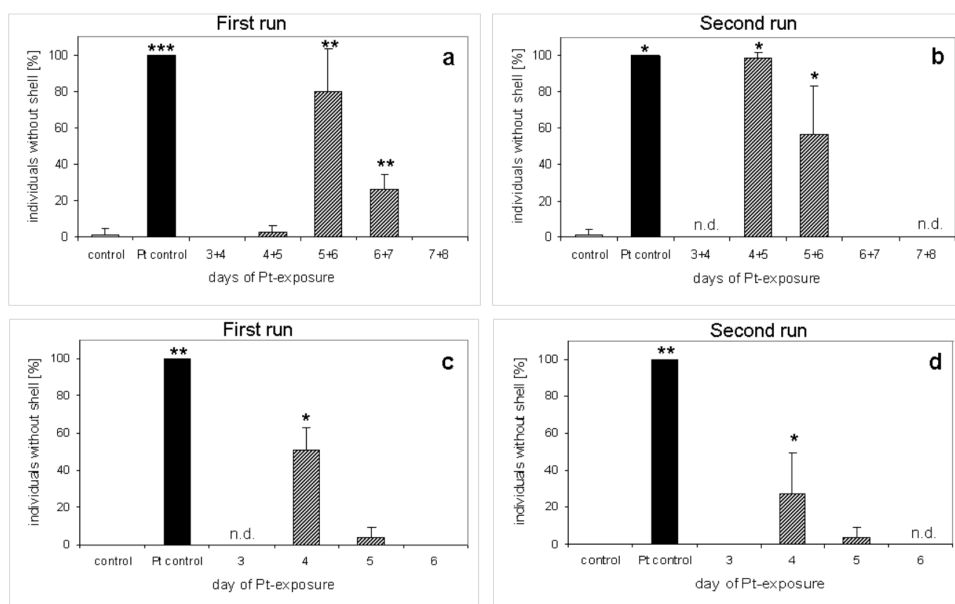 First run
a
individuals without shell [%]
100
80
60
40
20
0
***
**
**
control Pt control 3+4 4+5 5+6 6+7 7+8
days of Pt-exposure
Second run
b
individuals without shell [%]
100
80
60
40
20
0
*
*
*
n.d.
n.d.
control Pt control 3+4 4+5 5+6 6+7 7+8
days of Pt-exposure
First run
c
individuals without shell [%]
100
80
60
40
20
0
**
*
n.d.
control Pt control 3 4 5 6
day of Pt-exposure
Second run
d
individuals without shell [%]
100
80
60
40
20
0
**
*
n.d.
control Pt control 3 4 5 6
day of Pt-exposure